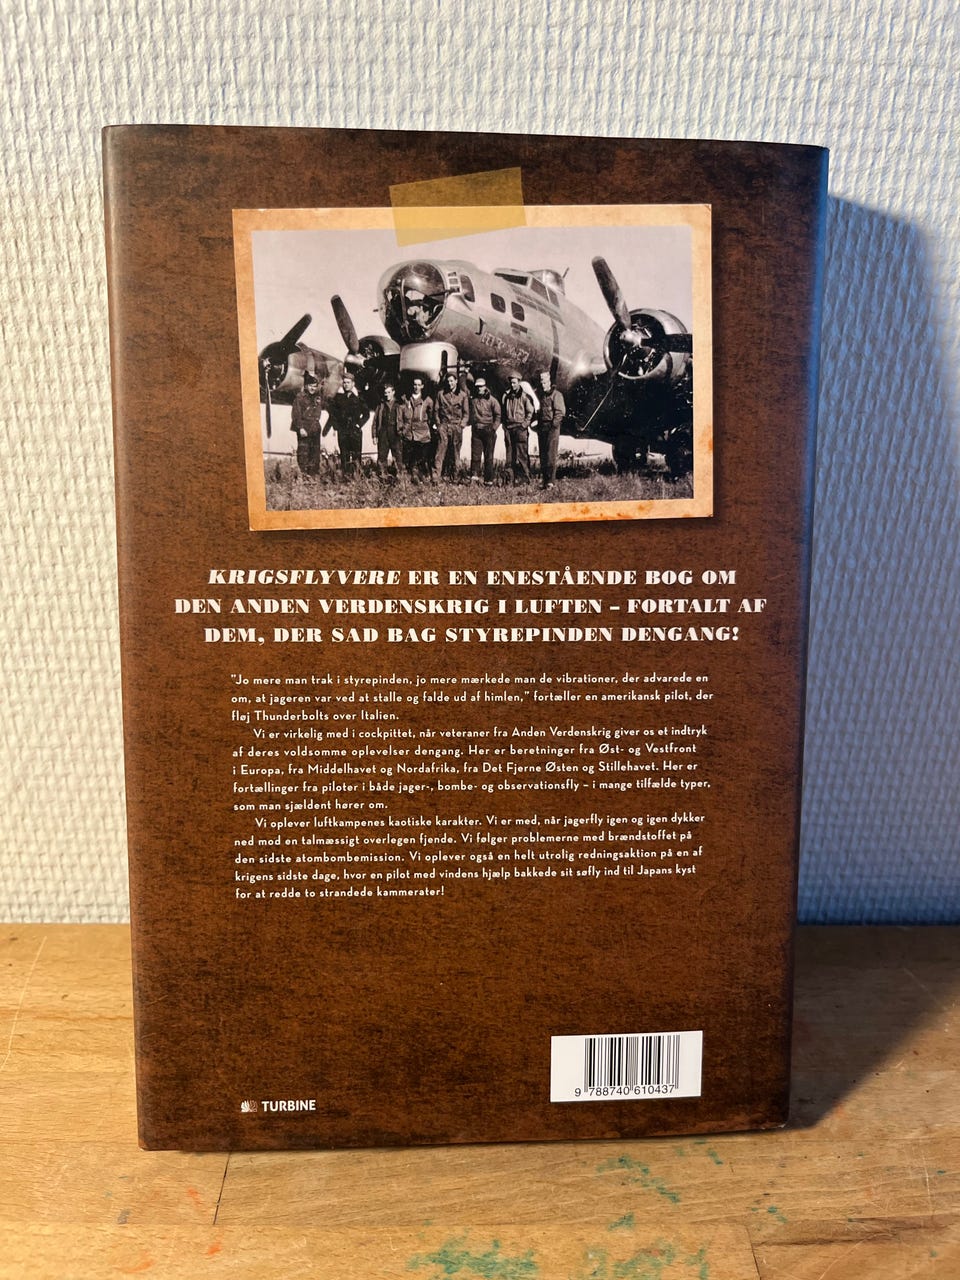 KRIGSFLYVERE ER EN ENESTÅENDE BOG OM
DEN ANDEN VERDENSKRIG I LUFTEN – FORTALT AF
DEM, DER SAD BAG STYREPINDEN DENGANG!
"Jo mere man trak i styrepinden, jo mere mærkede man de vibrationer, der advarede en
om, at jageren var ved at stalle og falde ud af himlen," fortæller en amerikansk pilot, der
fløj Thunderbolts over Italien.
Vi er virkelig med i cockpittet, når veteraner fra Anden Verdenskrig giver os et indtryk
af deres voldsomme oplevelser dengang. Her er beretninger fra Øst- og Vestfront
i Europa, fra Middelhavet og Nordafrika, fra Det Fjerne Østen og Stillehavet. Her er
fortællinger fra piloter i både jager-, bombe- og observationsfly – i mange tilfælde typer,
som man sjældent hører om.
Vi oplever luftkampenes kaotiske karakter. Vi er med, når jagerfly igen og igen dykker
ned mod en talmæssigt overlegen fjende. Vi følger problemerne med brændstoffet på
den sidste atombombemission. Vi oplever også en helt utrolig redningsaktion på en af
krigens sidste dage, hvor en pilot med vindens hjælp bakkede sit søfly ind til Japans kyst
for at redde to strandede kammerater!
9 788740 610437
TURBINE